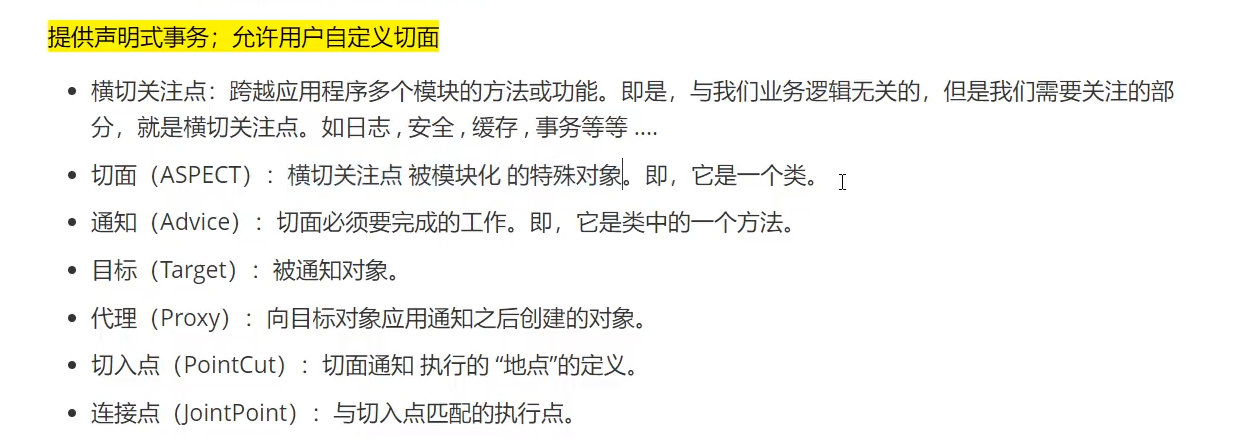 提供声明式事务；允许用户自定义切面
横切关注点：跨越应用程序多个模块的方法或功能。即是，与我们业务逻辑无关的，但是我们需要关注的部
分，就是横切关注点。如日志 , 安全 , 缓存 , 事务等等 ....
切面（ASPECT）：横切关注点 被模块化 的特殊对象。即，它是一个类。
通知（Advice）：切面必须要完成的工作。即，它是类中的一个方法。
目标（Target）：被通知对象。
代理（Proxy）：向目标对象应用通知之后创建的对象。
切入点（PointCut）：切面通知 执行的 “地点”的定义。
连接点（JointPoint）：与切入点匹配的执行点。